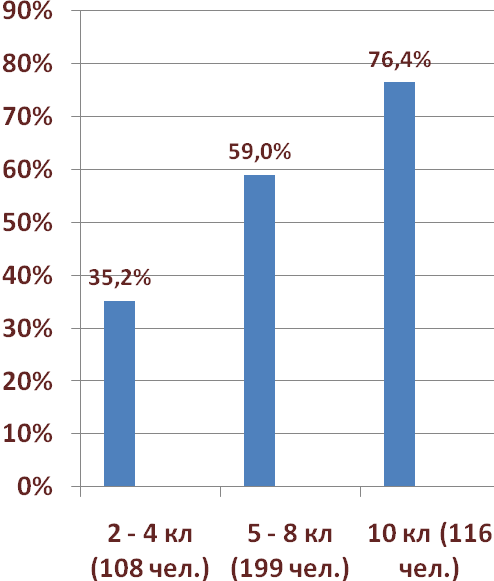 90%
80%
70%
60%
50%
40%
30%
20%
10%
0%
35,2%
59,0%
76,4%
2 - 4 кл
(108 чел.)
5 - 8 кл
(199 чел.)
10 кл (116
чел.)